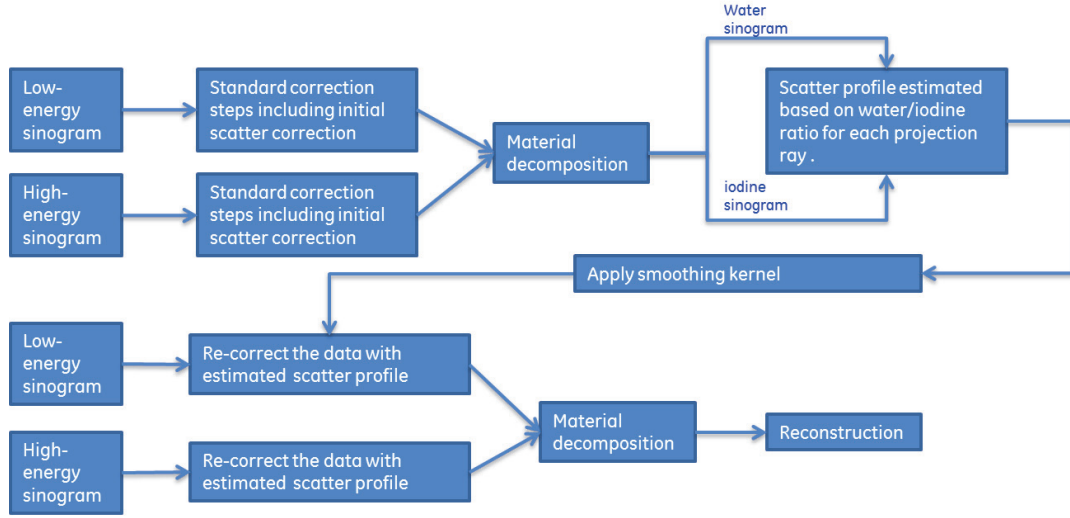 Water
sinogram
Low-
energy
sinogram
Standard correction
steps including initial
scatter correction
Scatter profile estimated
based on water/iodine
ratio for each projection
ray .
Material
decomposition
High-
energy
sinogram
Standard correction
steps including initial
scatter correction
iodine
sinogram
Apply smoothing kernel
Low-
energy
sinogram
Re-correct the data with
estimated  scatter profile
Material
decomposition
Reconstruction
High-
energy
sinogram
Re-correct the data with
estimated  scatter profile